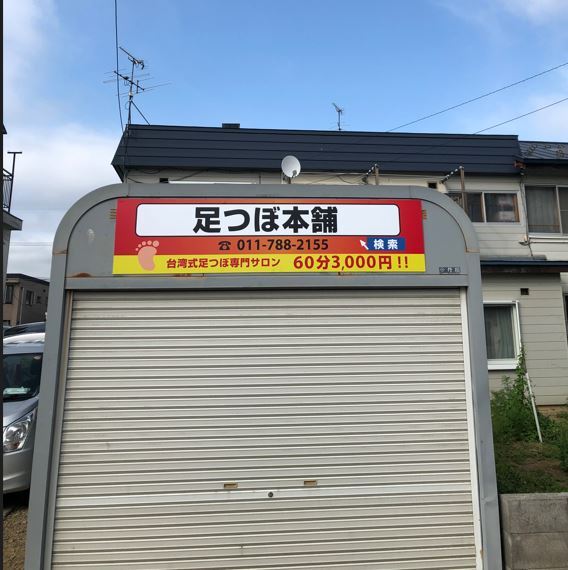 足つぼ本舗
☎ 011-788-2155 検索
台湾式足つぼ専門サロン 60分3,000円!!